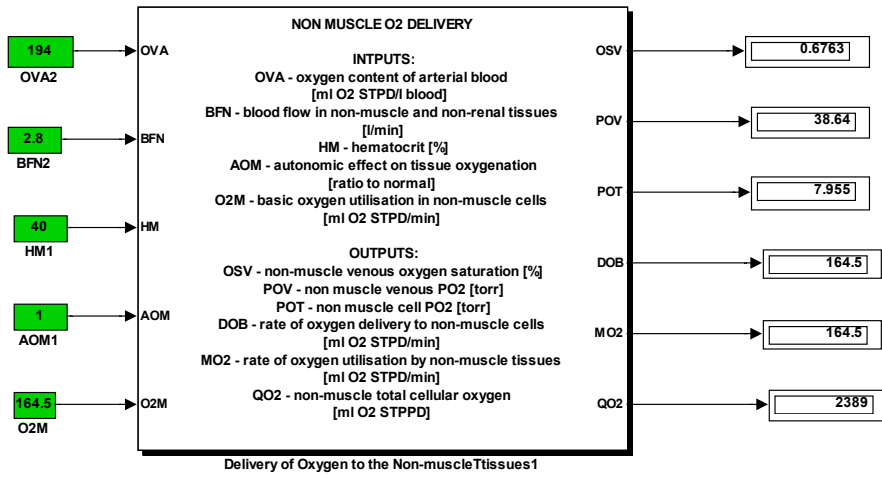 NON MUSCLE O2 DELIVERY
INTPUTS:
OVA - oxygen content of arterial blood
[ml O2 STPD/l blood]
BFN - blood flow in non-muscle and non-renal tissues
[l/min]
HM - hematocrit [%]
AOM - autonomic effect on tissue oxygenation
[ratio to normal]
O2M - basic oxygen utilisation in non-muscle cells
[ml O2 STPD/min]
OUTPUTS:
OSV - non-muscle venous oxygen saturation [%]
POV - non muscle venous PO2 [torr]
POT - non muscle cell PO2 [torr]
DOB - rate of oxygen delivery to non-muscle cells
[ml O2 STPD/min]
MO2 - rate of oxygen utilisation by non-muscle tissues
[ml O2 STPD/min]
QO2 - non-muscle total cellular oxygen
[ml O2 STPPD]
194
OVA2
OVA
2.8
BFN2
BFN
40
HM1
HM
1
AOM1
AOM
164.5
O2M
O2M
OSV
0.6763
POV
38.64
POT
7.955
DOB
164.5
MO2
164.5
QO2
2389
Delivery of Oxygen to the Non-muscleTtissues1